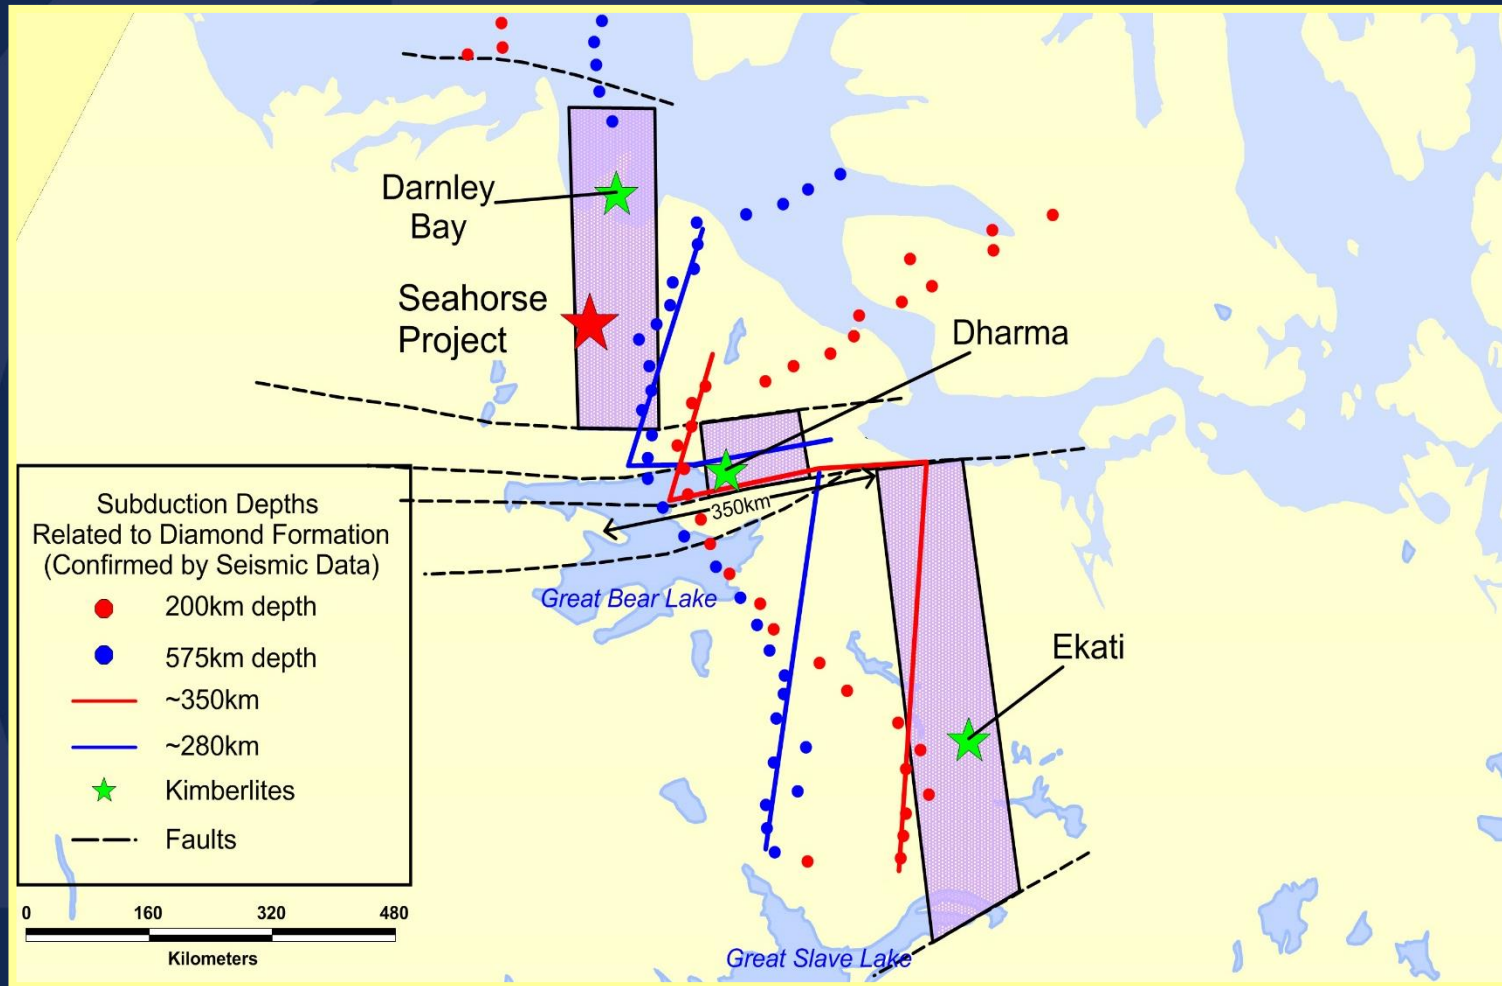 Darnley
Bay
Seahorse
Project
Dharma
350km
Great Bear Lake
Ekati
Great Slave Lake
Subduction Depths
Related to Diamond Formation
(Confirmed by Seismic Data)
200km depth
575km depth
~350km
~280km
Kimberlites
Faults
0 160 320 480
Kilometers